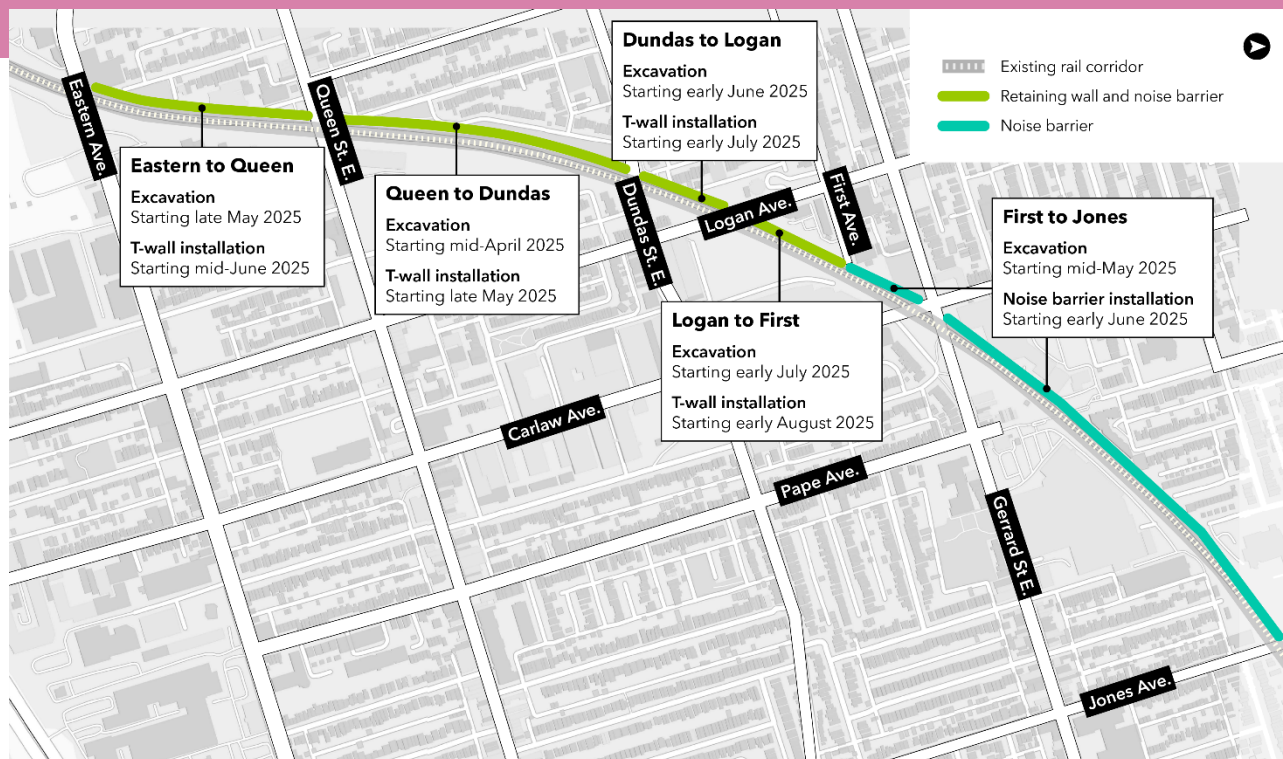 Existing rail corridor
Retaining wall and noise barrier
Noise barrier
Eastern Ave.
Queen St. E.
Dundas St. E.
Logan Ave.
First Ave.
Carlaw Ave.
Pape Ave.
Gerrard St E.
Jones Ave.
Eastern to Queen
Excavation
Starting late May 2025
T-wall installation
Starting mid-June 2025
Queen to Dundas
Excavation
Starting mid-April 2025
T-wall installation
Starting late May 2025
Dundas to Logan
Excavation
Starting early June 2025
T-wall installation
Starting early July 2025
Logan to First
Excavation
Starting early July 2025
T-wall installation
Starting early August 2025
First to Jones
Excavation
Starting mid-May 2025
Noise barrier installation
Starting early June 2025